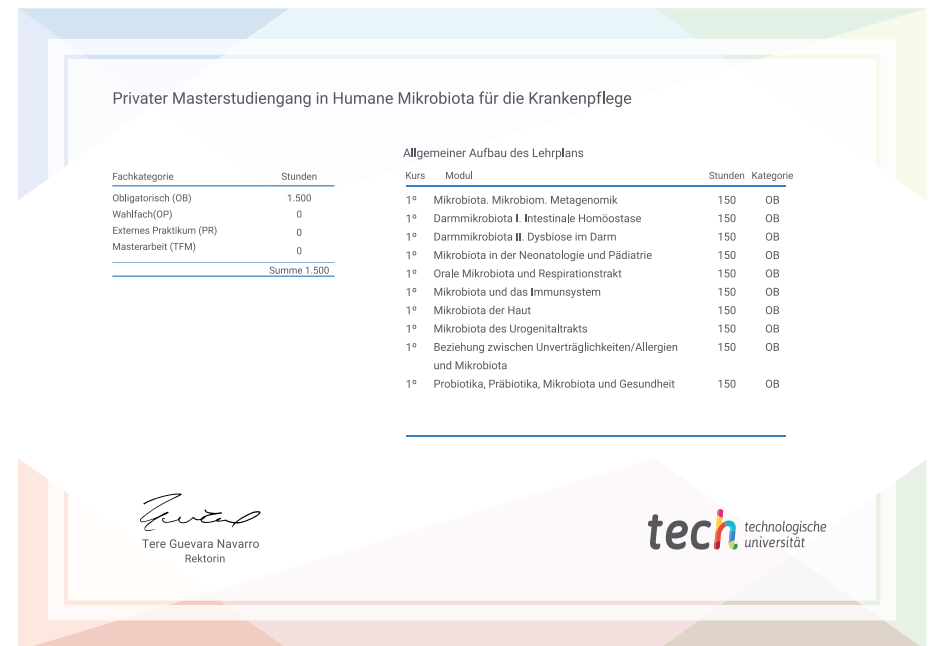 Privater Masterstudiengang in Humane Mikrobiota für die Krankenpflege
Fachkategorie Stunden
Obligatorisch (OB) 1.500
Wahlfach(OP) 0
Externes Praktikum (PR) 0
Masterarbeit (TFM) 0
Summe 1.500
Allgemeiner Aufbau des Lehrplans
Kurs Modul Stunden Kategorie
1º Mikrobiota. Mikrobiom. Metagenomik 150 OB
1º Darmmikrobiota I. Intestinale Homöostase 150 OB
1º Darmmikrobiota II. Dysbiose im Darm 150 OB
1º Mikrobiota in der Neonatologie und Pädiatrie 150 OB
1º Orale Mikrobiota und Respirationstrakt 150 OB
1º Mikrobiota und das Immunsystem 150 OB
1º Mikrobiota der Haut 150 OB
1º Mikrobiota des Urogenitaltrakts 150 OB
1º Beziehung zwischen Unverträglichkeiten/Allergien 150 OB
und Mikrobiota
1º Probiotika, Präbiotika, Mikrobiota und Gesundheit 150 OB
Tere Guevara Navarro
Rektorin
tech technologische
universität